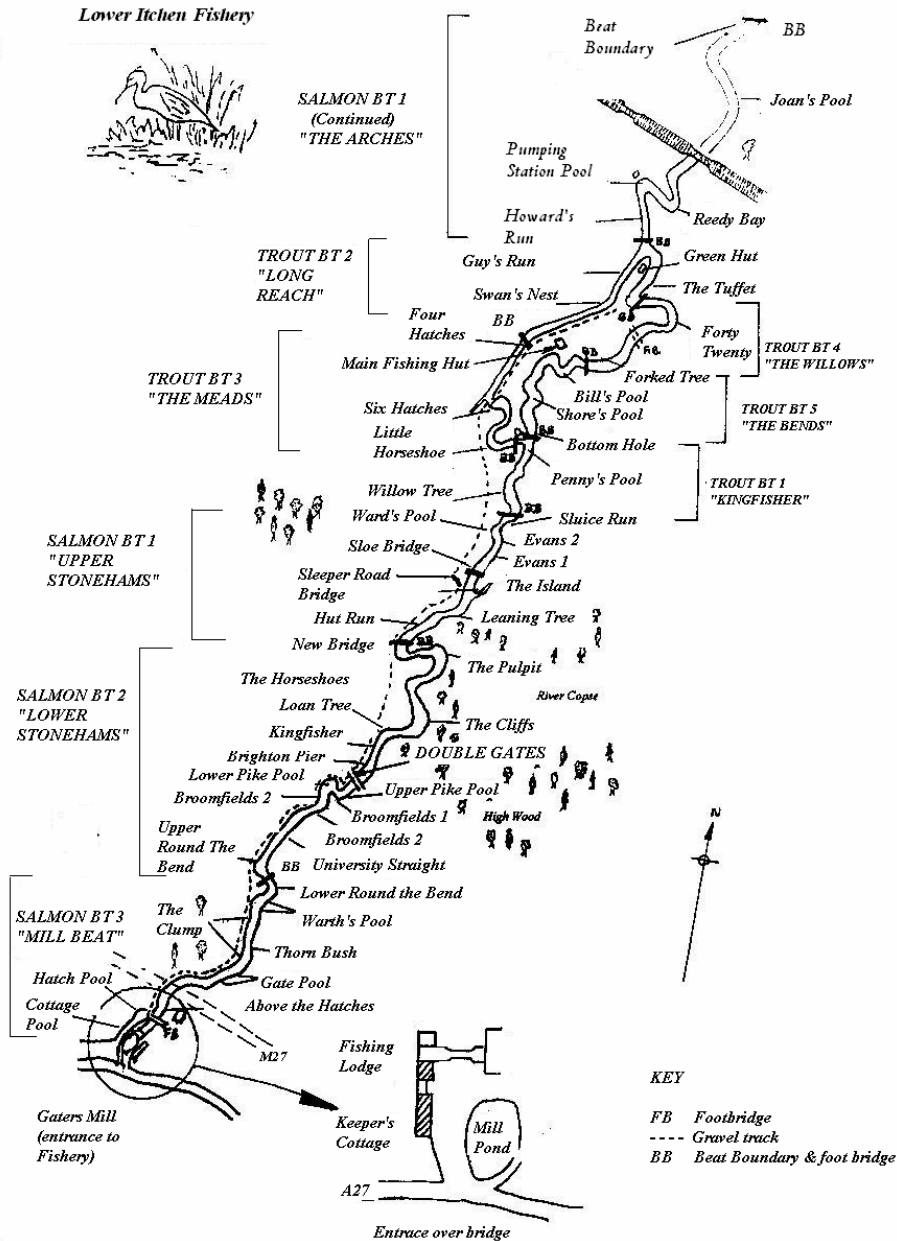 Lower Itchen Fishery
Beat
Boundary
BB
Joan's Pool
SALMON BT 1
(Continued)
"THE ARCHES"
Pumping
Station Pool
Reedy Bay
Howard's
Run
BB
TROUT BT 2
"LONG
REACH"
Guy's Run
Green Hut
Swan's Nest
The Tuffet
BB
Four
Hatches
BB
Forty
Twenty
FB
TROUT BT 4
"THE WILLOWS"
Main Fishing Hut
BB
Forked Tree
TROUT BT 3
"THE MEADS"
Bill's Pool
Six Hatches
Shore's Pool
TROUT BT 5
"THE BENDS"
Little
Horseshoe
BB
BB
Bottom Hole
Penny's Pool
TROUT BT 1
"KINGFISHER"
Willow Tree
BB
Ward's Pool
Sluice Run
SALMON BT 1
"UPPER
STONEHAMS"
Evans 2
Sloe Bridge
Evans 1
Sleeper Road
Bridge
The Island
Hut Run
Leaning Tree
New Bridge
BB
The Pulpit
The Horseshoes
River Copse
SALMON BT 2
"LOWER
STONEHAMS"
Loan Tree
The Cliffs
Kingfisher
Brighton Pier
DOUBLE GATES
Lower Pike Pool
Upper Pike Pool
Broomfields 2
Broomfields 1
High Wood
Broomfields 2
Upper
Round The
Bend
University Straight
BB
Lower Round the Bend
SALMON BT 3
"MILL BEAT"
The
Clump
Warth's Pool
Thorn Bush
Hatch Pool
Gate Pool
Cottage
Pool
Above the Hatches
FB
M27
N
Fishing
Lodge
Gaters Mill
(entrance to
Fishery)
Keeper's
Cottage
Mill
Pond
A27
Entrace over bridge
KEY
FB Footbridge
---- Gravel track
BB Beat Boundary & foot bridge